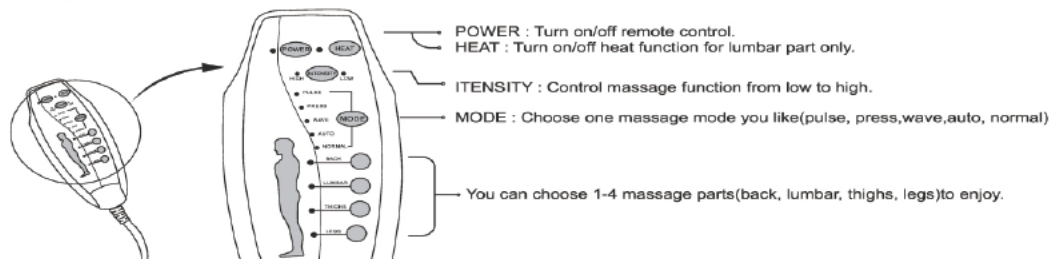 POWER : Turn on/off remote control.
HEAT : Turn on/off heat function for lumbar part only.
ITENSITY : Control massage function from low to high.
MODE : Choose one massage mode you like(pulse, press,wave,auto, normal)
You can choose 1-4 massage parts(back, lumbar, thighs, legs)to enjoy.
POWER HEAT
HIGH INTENSITY LOW
PULSE
PRESS
WAVE MODE
AUTO
NORMAL
BACK
LUMBAR
THIGHS
LEGS